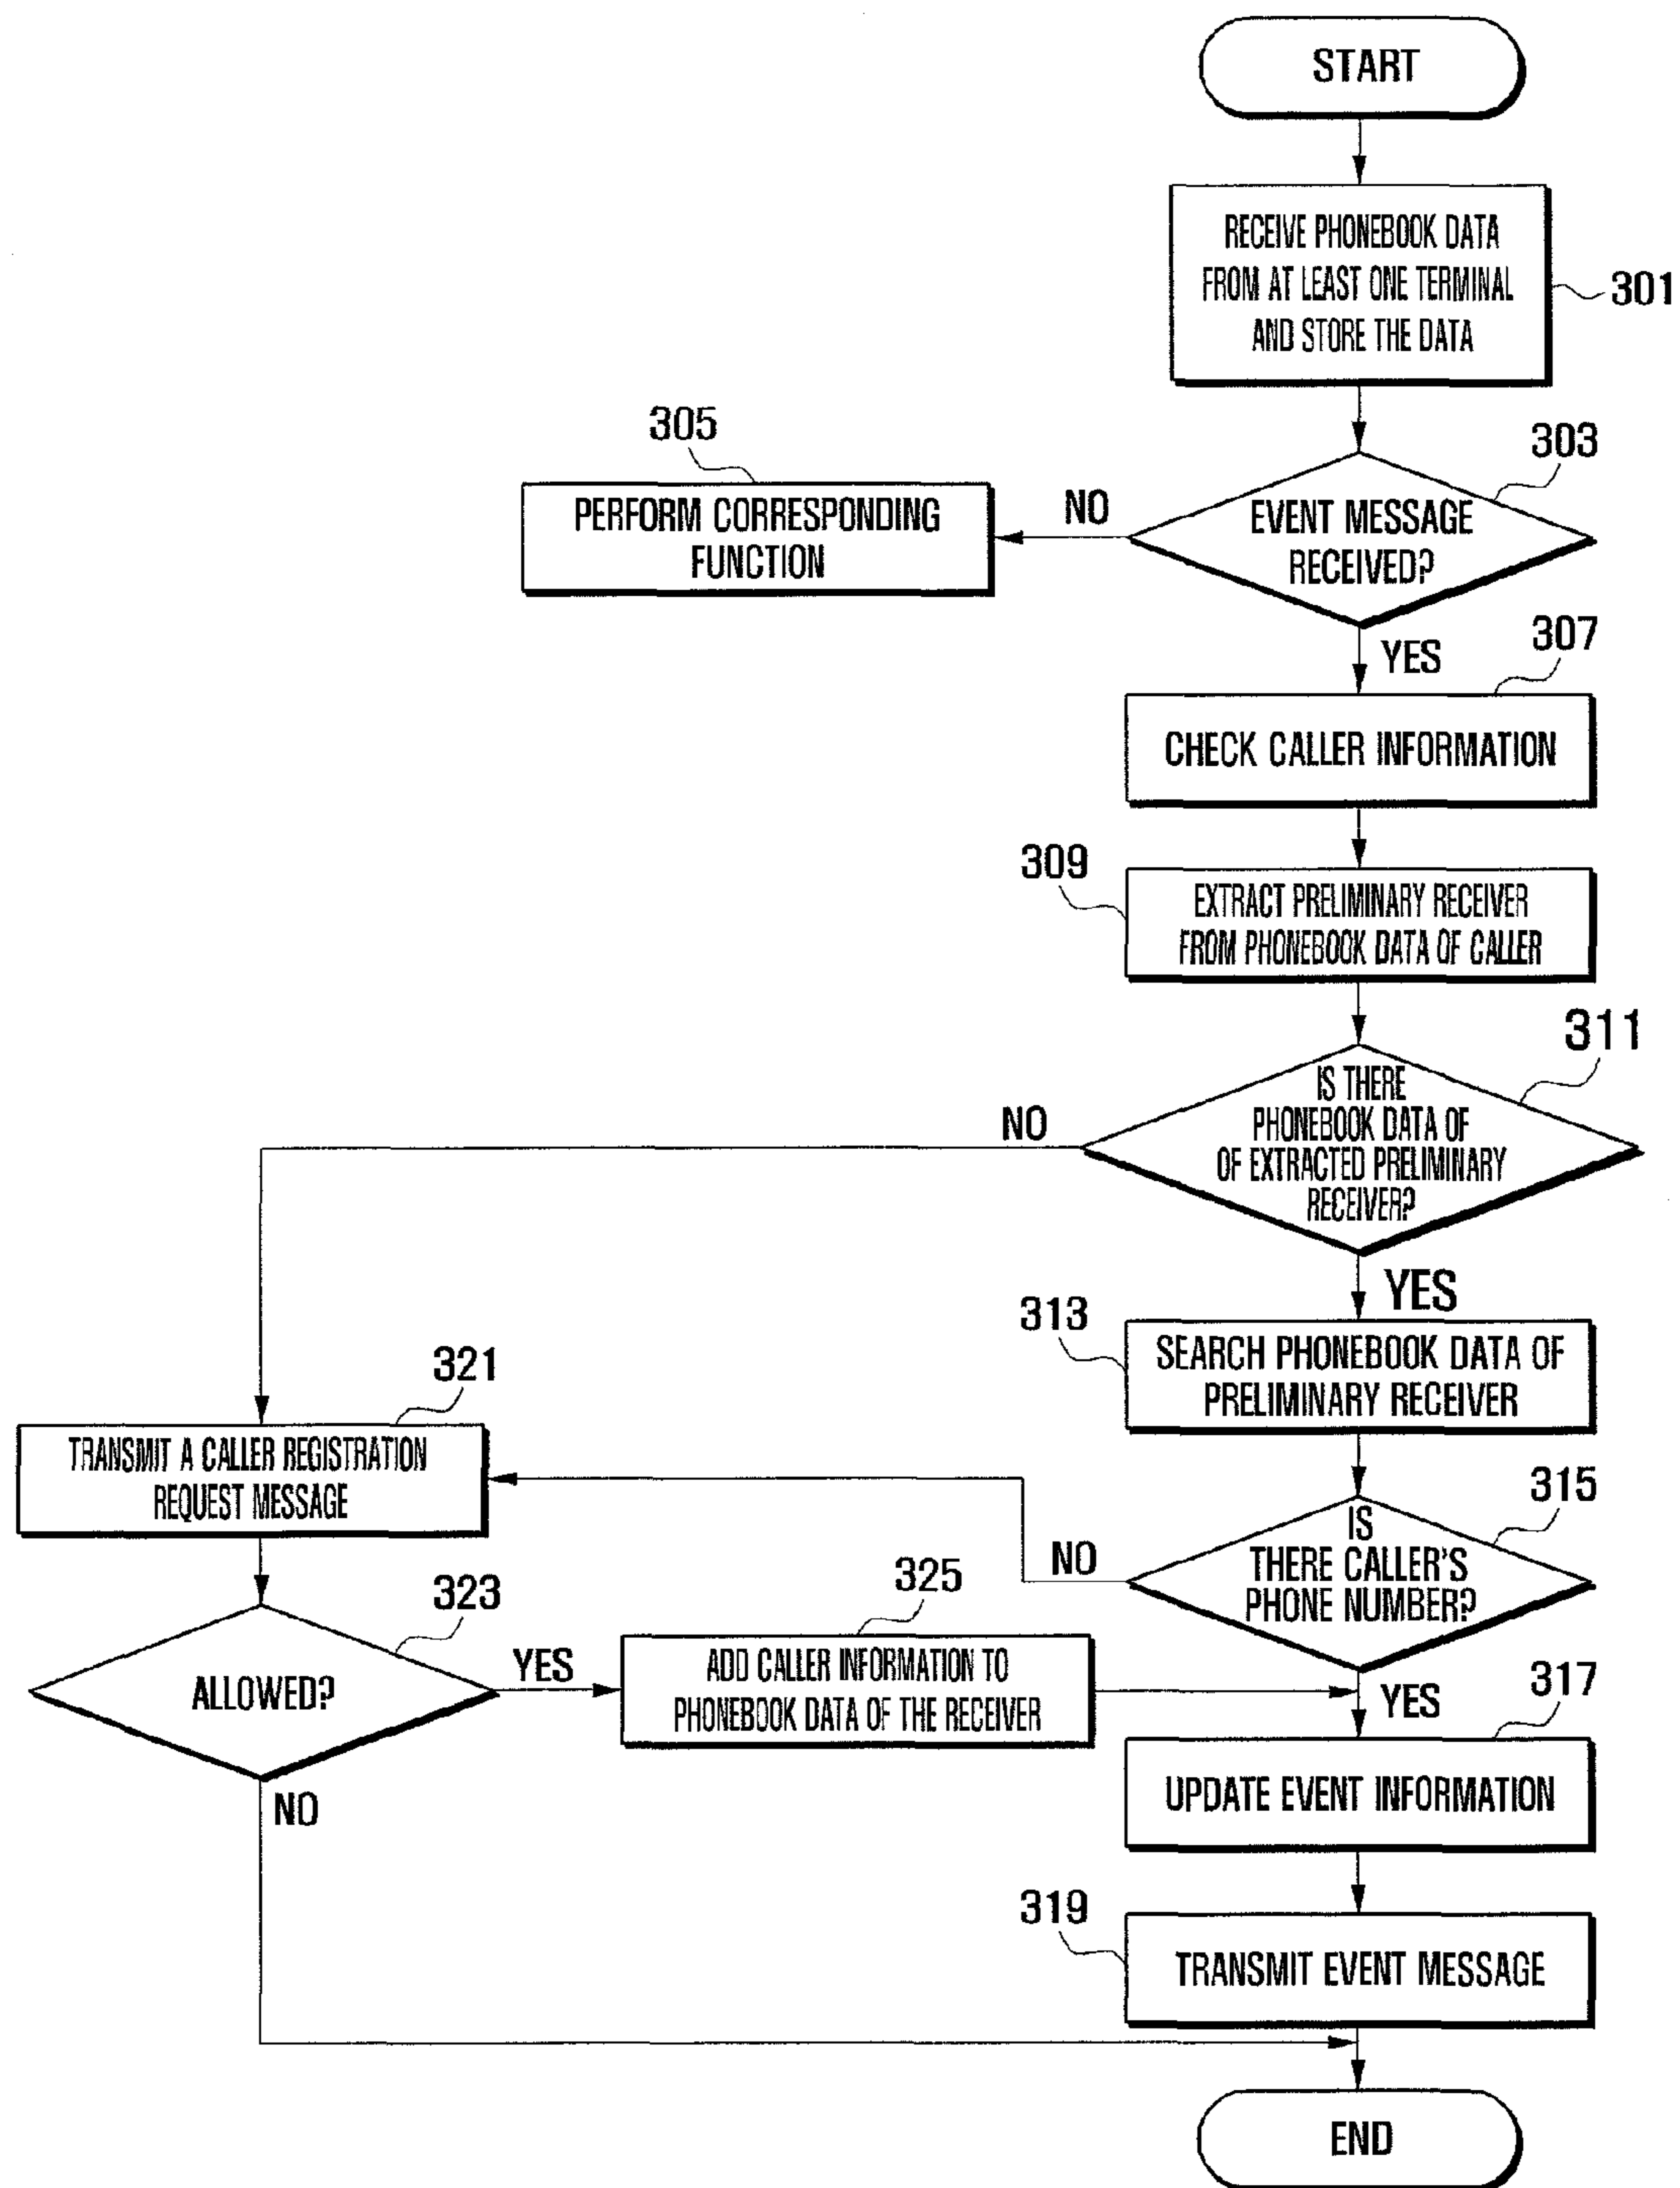 START
RECEIVE PHONEBOOK DATA
FROM AT LEAST ONE TERMINAL
AND STORE THE DATA
301
303
EVENT MESSAGE
RECEIVED?
NO
305
PERFORM CORRESPONDING
FUNCTION
YES
307
CHECK CALLER INFORMATION
309
EXTRACT PRELIMINARY RECEIVER
FROM PHONEBOOK DATA OF CALLER
311
IS THERE
PHONEBOOK DATA OF
OF EXTRACTED PRELIMINARY
RECEIVER?
NO
YES
313
SEARCH PHONEBOOK DATA OF
PRELIMINARY RECEIVER
315
IS
THERE CALLER'S
PHONE NUMBER?
NO
321
TRANSMIT A CALLER REGISTRATION
REQUEST MESSAGE
323
ALLOWED?
YES
325
ADD CALLER INFORMATION TO
PHONEBOOK DATA OF THE RECEIVER
YES
317
UPDATE EVENT INFORMATION
NO
319
TRANSMIT EVENT MESSAGE
END